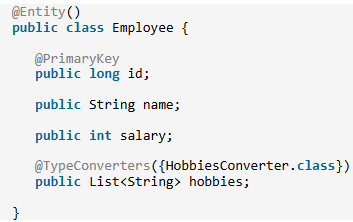 @Entity()
public class Employee {
@PrimaryKey
public long id;
public String name;
public int salary;
@TypeConverters({HobbiesConverter.class})
public List<String> hobbies;
}